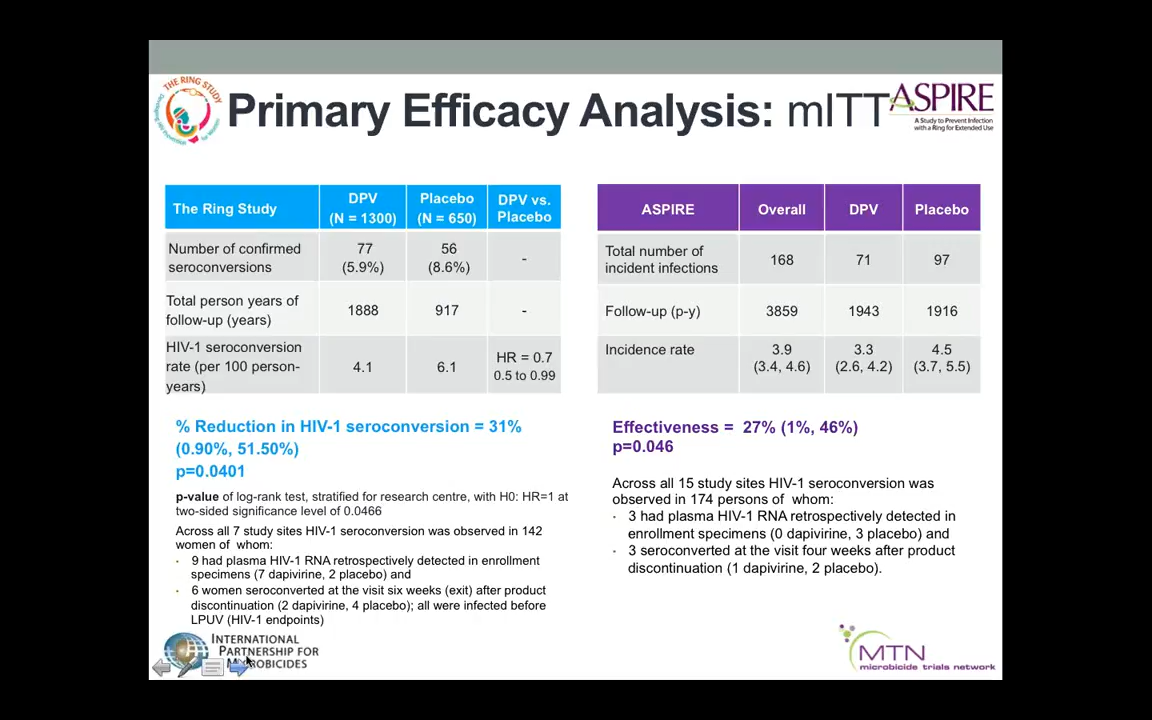 THE RING STUDY
Primary Efficacy Analysis: mITT
ASPIRE
A Study to Prevent Infection
with a Ring for Extended Use
The Ring Study
DPV
(N = 1300)
Placebo
(N = 650)
DPV vs.
Placebo
Number of confirmed
seroconversions
77
(5.9%)
56
(8.6%)
-
Total person years of
follow-up (years)
1888
917
-
HIV-1 seroconversion
rate (per 100 person-
years)
4.1
6.1
HR = 0.7
0.5 to 0.99
ASPIRE
Overall
DPV
Placebo
Total number of
incident infections
168
71
97
Follow-up (p-y)
3859
1943
1916
Incidence rate
3.9
(3.4, 4.6)
3.3
(2.6, 4.2)
4.5
(3.7, 5.5)
% Reduction in HIV-1 seroconversion = 31%
(0.90%, 51.50%)
p=0.0401
p-value of log-rank test, stratified for research centre, with H0: HR=1 at
two-sided significance level of 0.0466
Across all 7 study sites HIV-1 seroconversion was observed in 142
women of whom:
• 9 had plasma HIV-1 RNA retrospectively detected in enrollment
specimens (7 dapivirine, 2 placebo) and
• 6 women seroconverted at the visit six weeks (exit) after product
discontinuation (2 dapivirine, 4 placebo); all were infected before
LPUV (HIV-1 endpoints)
Effectiveness = 27% (1%, 46%)
p=0.046
Across all 15 study sites HIV-1 seroconversion was
observed in 174 persons of whom:
• 3 had plasma HIV-1 RNA retrospectively detected in
enrollment specimens (0 dapivirine, 3 placebo) and
• 3 seroconverted at the visit four weeks after product
discontinuation (1 dapivirine, 2 placebo).
INTERNATIONAL
PARTNERSHIP FOR
MICROBICIDES
MTN
microbicide trials network